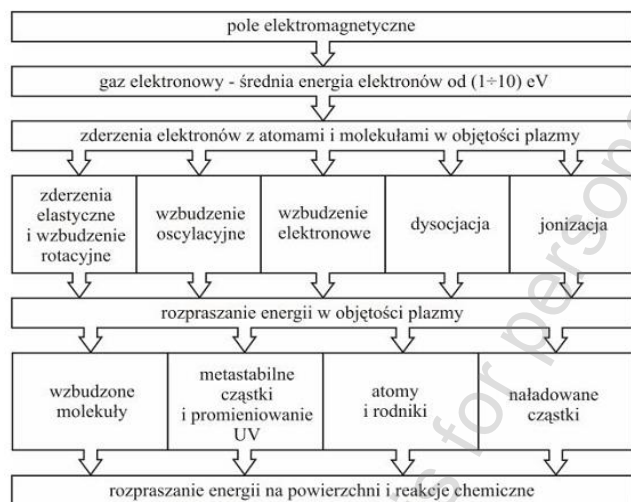 pole elektromagnetyczne
gaz elektronowy - średnia energia elektronów od (1÷10) eV
zderzenia elektronów z atomami i molekułami w objętości plazmy
zderzenia
elastyczne
i wzbudzenie
rotacyjne
wzbudzenie
oscylacyjne
wzbudzenie
elektronowe
dysocjacja
jonizacja
rozpraszanie energii w objętości plazmy
wzbudzone
molekuły
metastabilne
cząstki
i promieniowanie
UV
atomy
i rodniki
naładowane
cząstki
rozpraszanie energii na powierzchni i reakcje chemiczne
s for persona